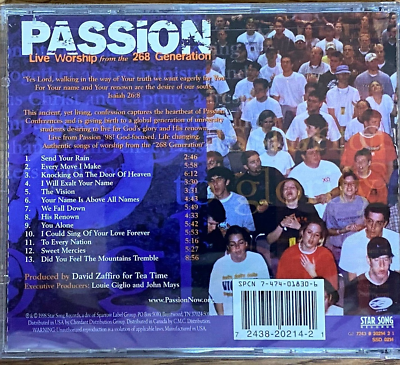 PASSION
Live Worship from the 268 Generation
"Yes Lord, walking in the way of Your truth we wait eagerly for You
For Your name and Your renown are the desire of our souls."
Isaiah 26:8
This ancient, yet living, confession captures the heartbeat of Passion
Conferences and is giving birth to a global generation of university
students desiring to live for God's glory and His renown.
Live from Passion '98! God-focused. Life changing.
Authentic songs of worship from the "268 Generation"
1. Send Your Rain 2:46
2. Every Move I Make 5:58
3. Knocking On The Door Of Heaven 6:12
4. I Will Exalt Your Name 3:30
5. The Vision 3:31
6. Your Name Is Above All Names 4:43
7. We Fall Down 5:49
8. His Renown 4:33
9. You Alone 5:42
10. I Could Sing Of Your Love Forever 5:53
11. To Every Nation 5:16
12. Sweet Mercies 5:27
13. Did You Feel The Mountains Tremble 8:56
Produced by David Zaffiro for Tea Time
Executive Producers: Louie Giglio and John Mays
www.PassionNow.org
SPCN 7-474-01830-6
7 2438-20214-2 1
STAR SONG
RECORDS